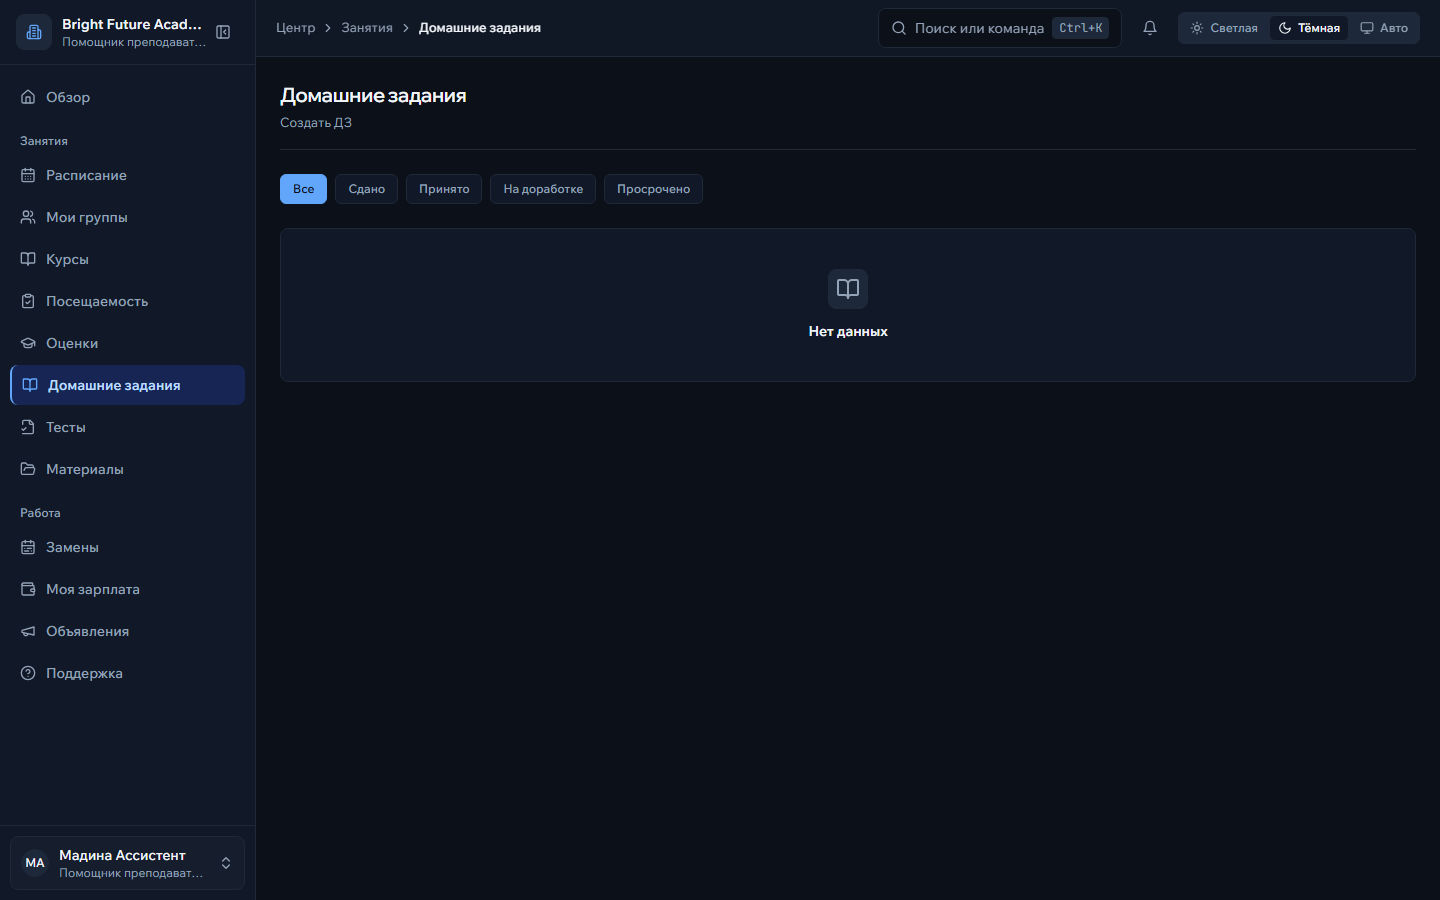 Bright Future Acad...
Помощник преподават...
Обзор
Занятия
Расписание
Мои группы
Курсы
Посещаемость
Оценки
Домашние задания
Тесты
Материалы
Работа
Замены
Моя зарплата
Объявления
Поддержка
МА
Мадина Ассистент
Помощник преподават...
Центр > Занятия > Домашние задания
Поиск или команда Ctrl+K
Светлая Тёмная Авто
Домашние задания
Создать ДЗ
Все Сдано Принято На доработке Просрочено
Нет данных